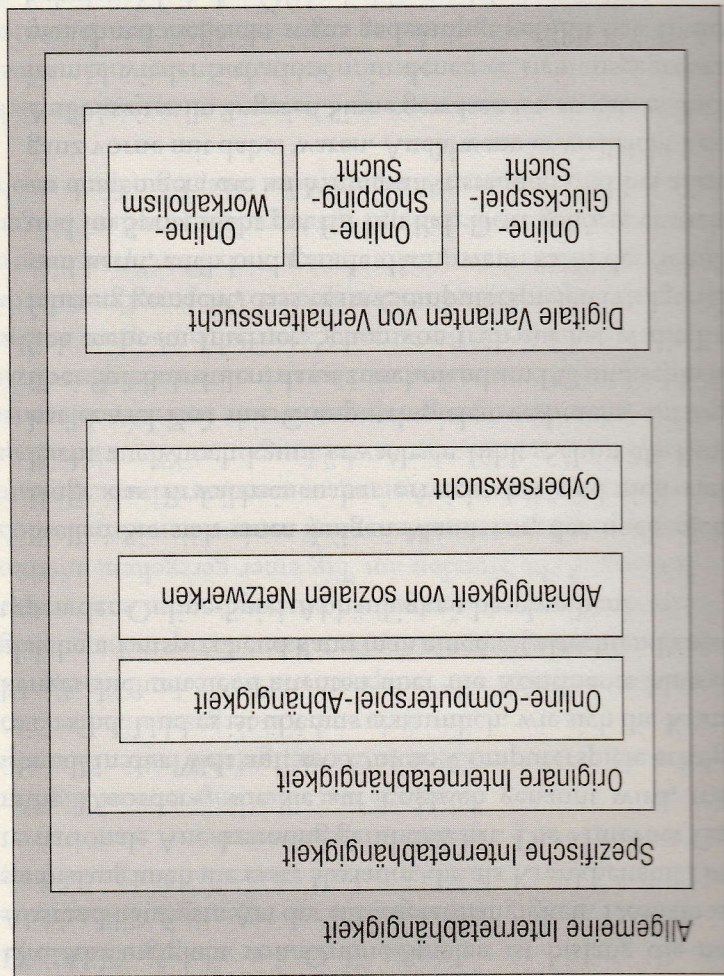 Allgemeine Internetabhängigkeit
Spezifische Internetabhängigkeit
Originäre Internetabhängigkeit
Online-Computerspiel-Abhängigkeit
Abhängigkeit von sozialen Netzwerken
Cybersexsucht
Digitale Varianten von Verhaltenssucht
Online-
Glücksspiel-
Sucht
Online-
Shopping-
Sucht
Online-
Workaholism